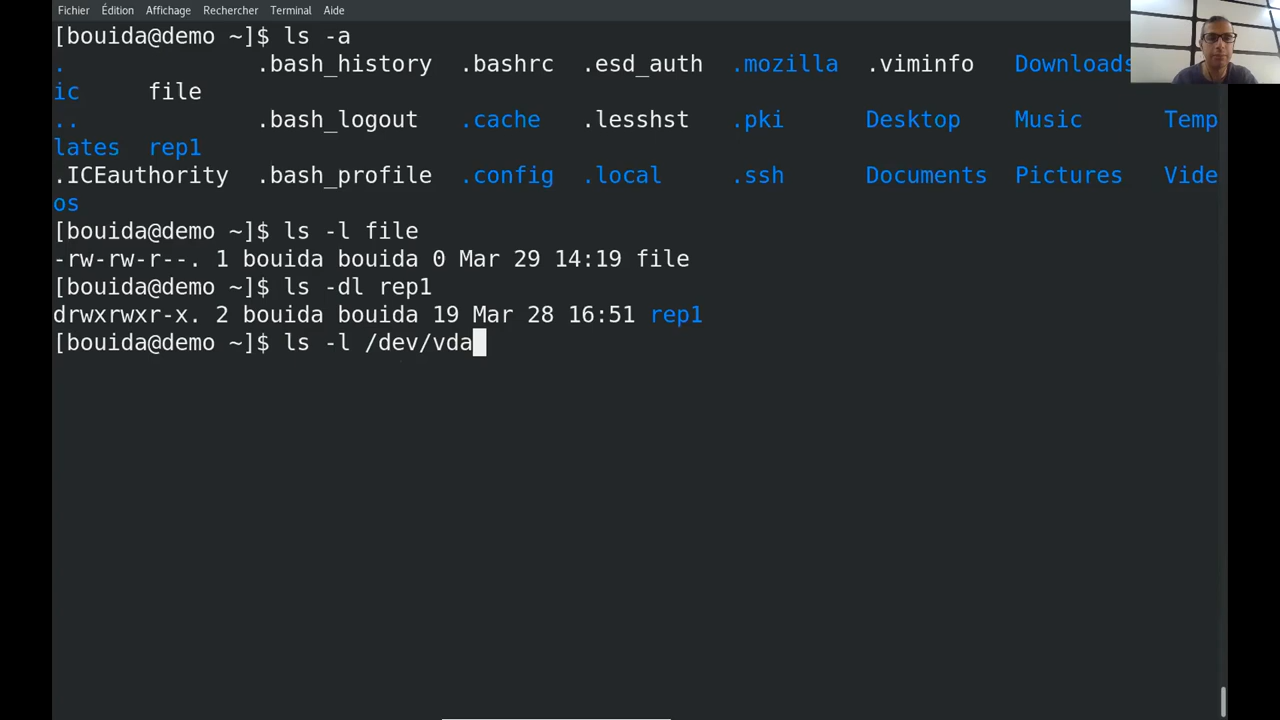 Fichier Édition Affichage Rechercher Terminal Aide
[bouida@demo ~]$ ls -a
. .bash_history .bashrc .esd_auth .mozilla .viminfo Downloads
ic file
.. .bash_logout .cache .lesshst .pki Desktop Music Temp
lates rep1
.ICEauthority .bash_profile .config .local .ssh Documents Pictures Vide
os
[bouida@demo ~]$ ls -l file
-rw-rw-r--. 1 bouida bouida 0 Mar 29 14:19 file
[bouida@demo ~]$ ls -dl rep1
drwxrwxr-x. 2 bouida bouida 19 Mar 28 16:51 rep1
[bouida@demo ~]$ ls -l /dev/vda